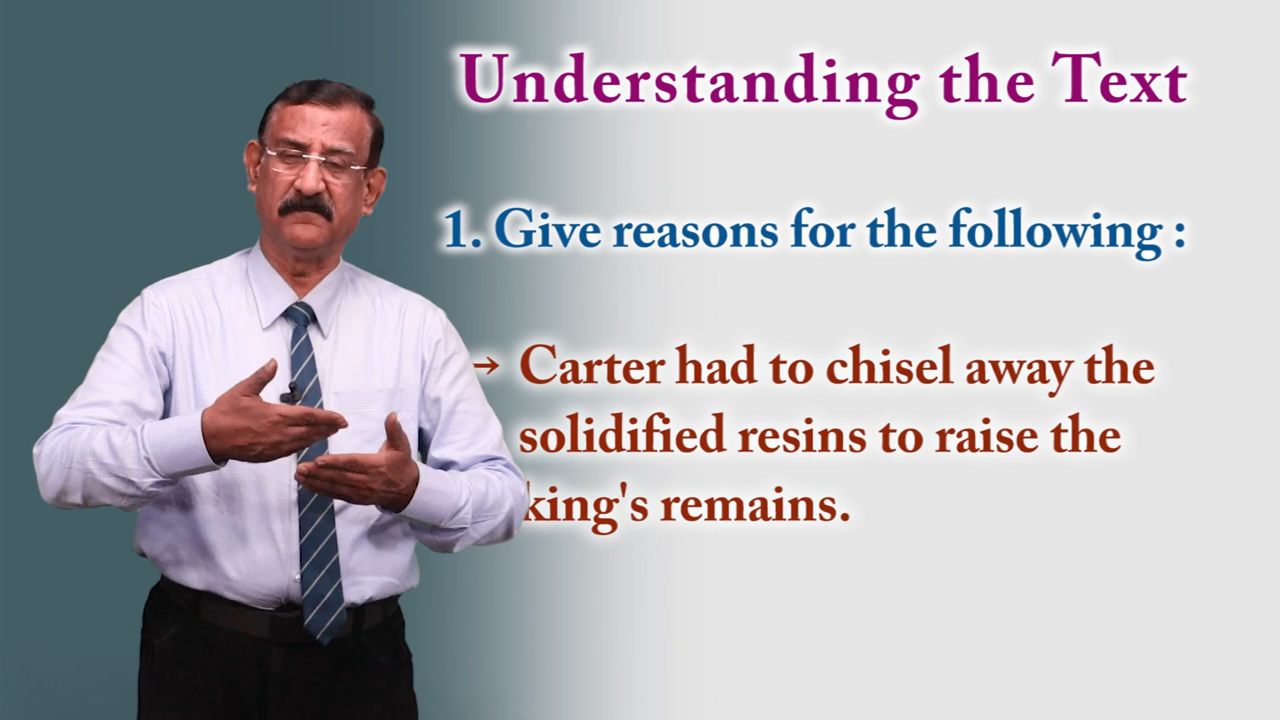 Understanding the Text
1. Give reasons for the following :
→ Carter had to chisel away the
solidified resins to raise the
king's remains.